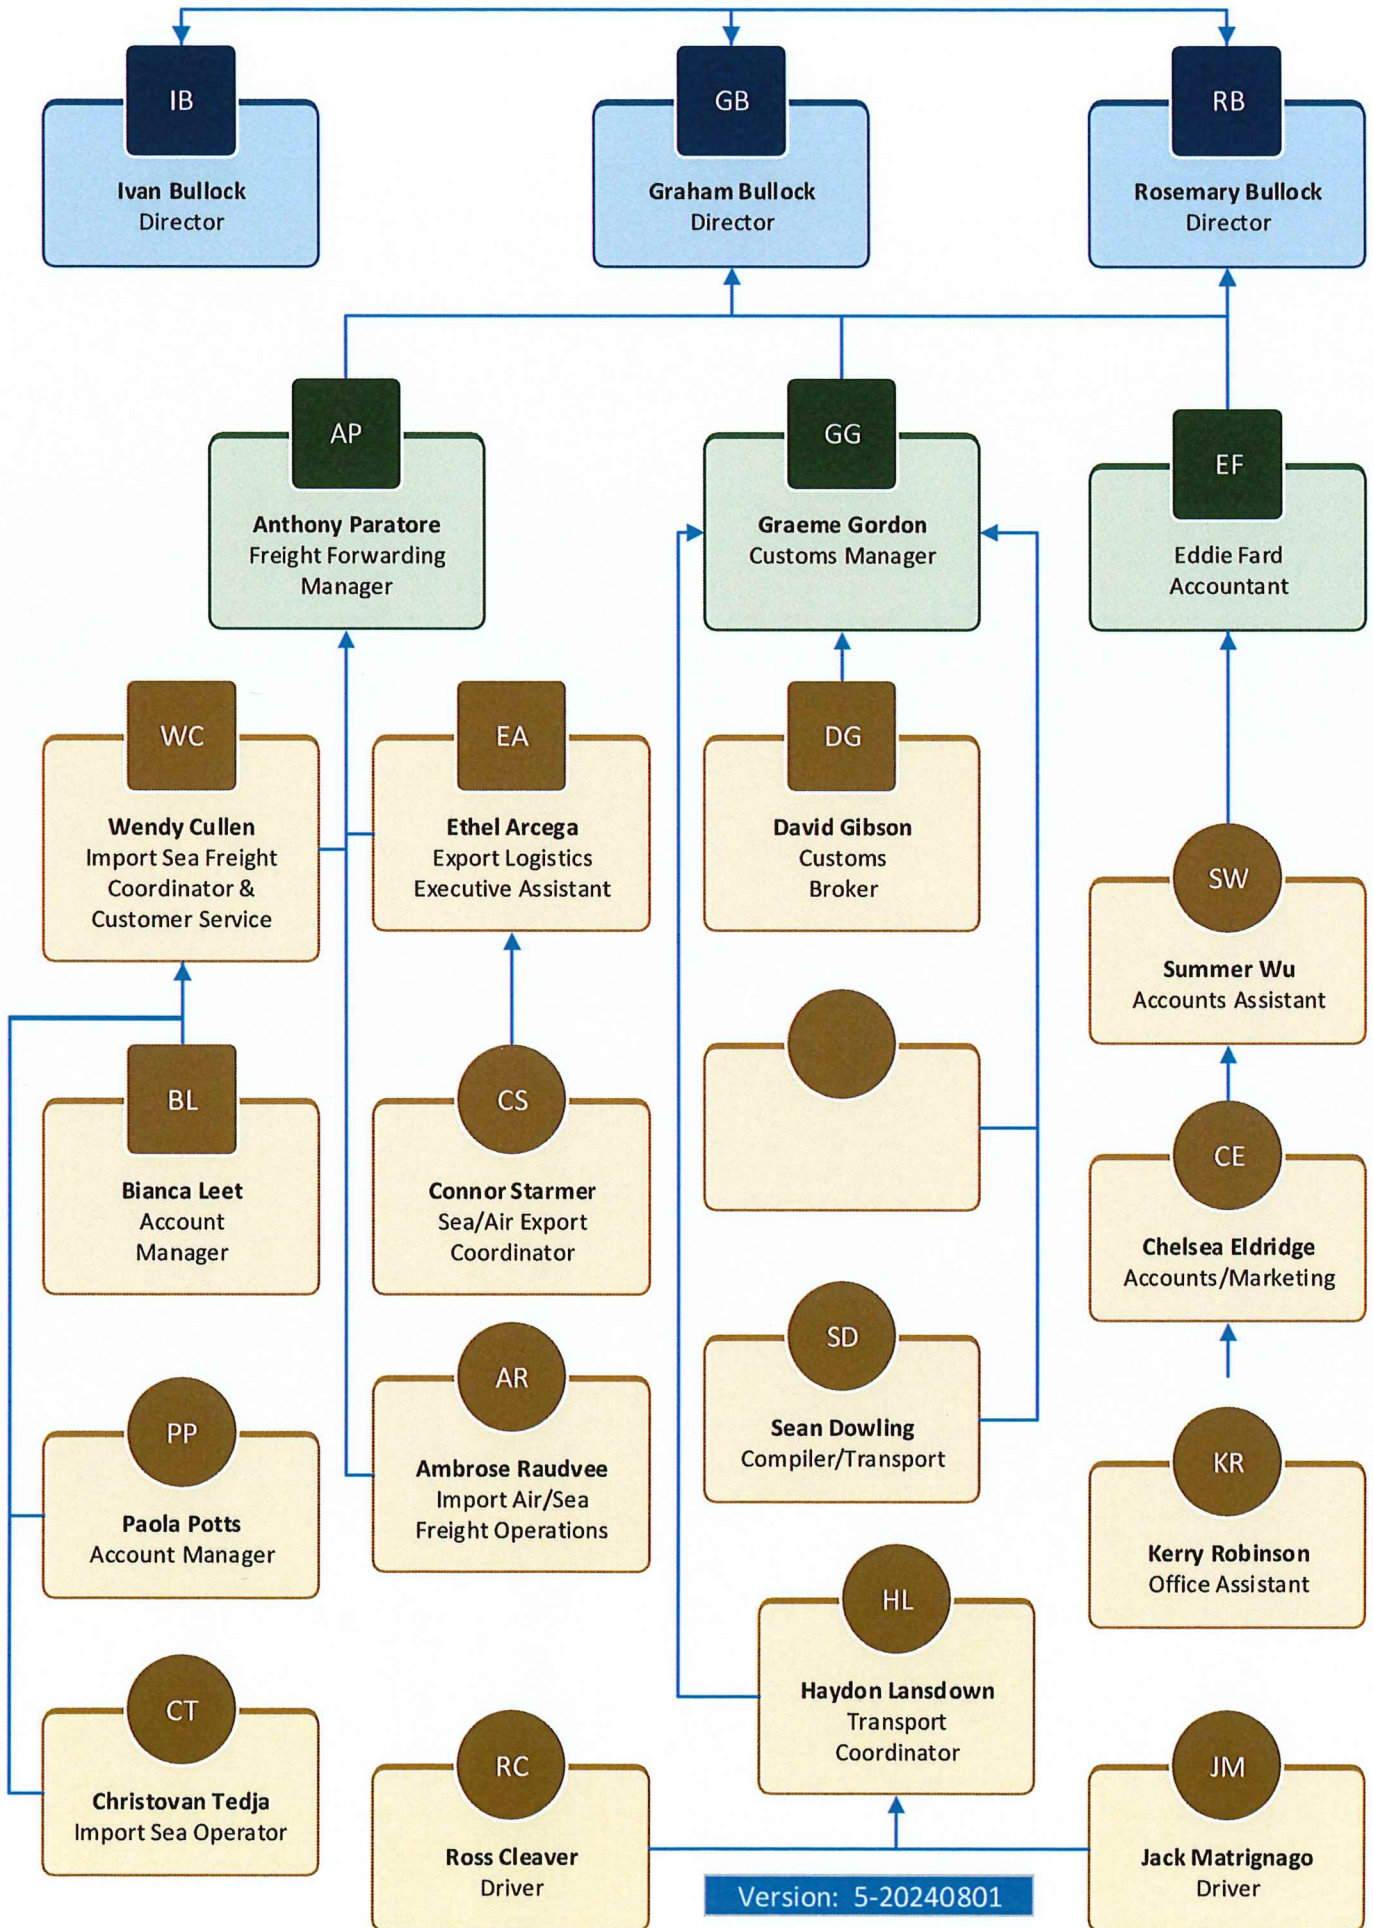 IB
Ivan Bullock
Director
GB
Graham Bullock
Director
RB
Rosemary Bullock
Director
AP
Anthony Paratore
Freight Forwarding
Manager
GG
Graeme Gordon
Customs Manager
EF
Eddie Fard
Accountant
WC
Wendy Cullen
Import Sea Freight
Coordinator &
Customer Service
EA
Ethel Arcega
Export Logistics
Executive Assistant
DG
David Gibson
Customs
Broker
SW
Summer Wu
Accounts Assistant
BL
Bianca Leet
Account
Manager
CS
Connor Starmer
Sea/Air Export
Coordinator
CE
Chelsea Eldridge
Accounts/Marketing
PP
Paola Potts
Account Manager
AR
Ambrose Raudvee
Import Air/Sea
Freight Operations
SD
Sean Dowling
Compiler/Transport
KR
Kerry Robinson
Office Assistant
HL
Haydon Lansdown
Transport
Coordinator
CT
Christovan Tedja
Import Sea Operator
RC
Ross Cleaver
Driver
JM
Jack Matrignago
Driver
Version: 5-20240801